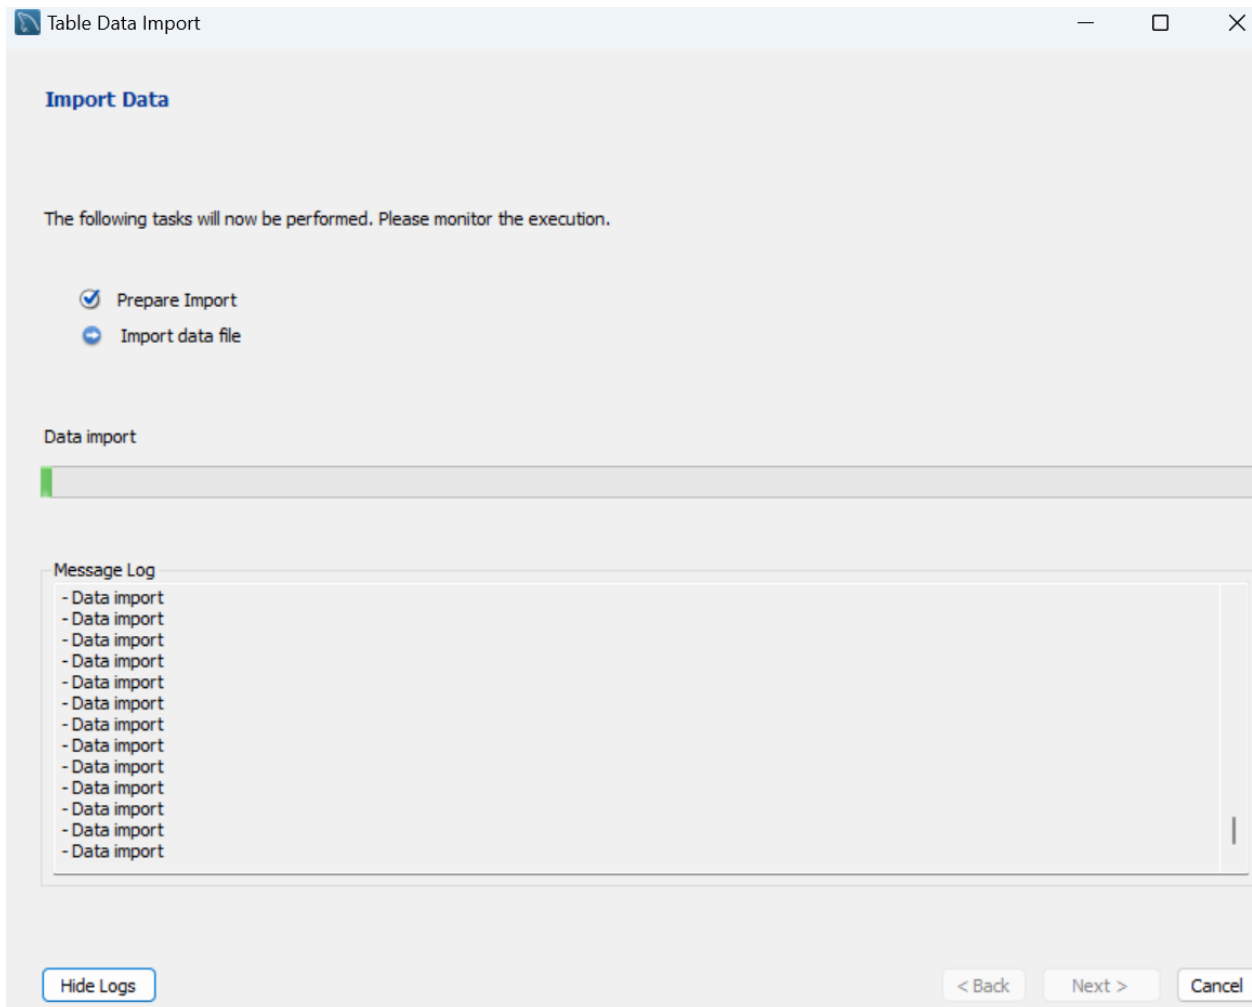 Table Data Import
Import Data
The following tasks will now be performed. Please monitor the execution.
Prepare Import
Import data file
Data import
Message Log
- Data import
- Data import
- Data import
- Data import
- Data import
- Data import
- Data import
- Data import
- Data import
- Data import
- Data import
- Data import
- Data import
Hide Logs
< Back
Next >
Cancel